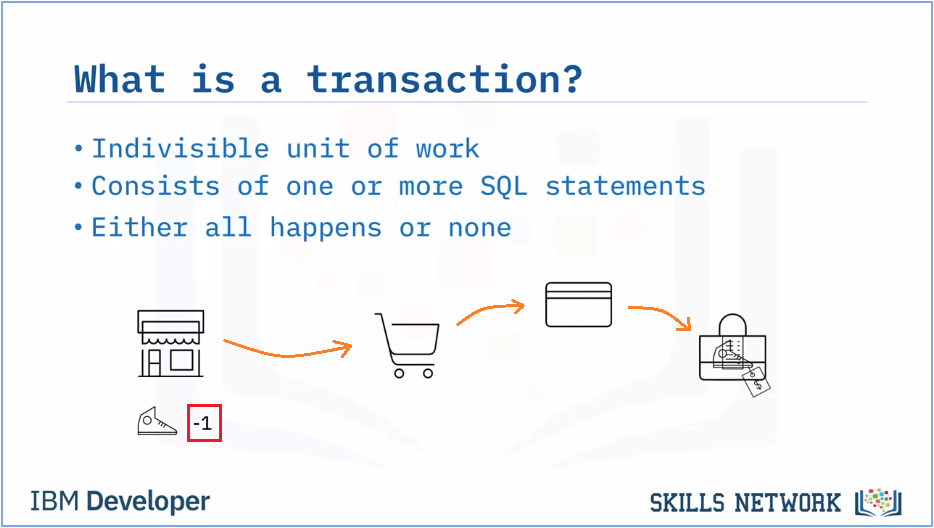 What is a transaction?
• Indivisible unit of work
• Consists of one or more SQL statements
• Either all happens or none
-1
$
IBM Developer
SKILLS NETWORK